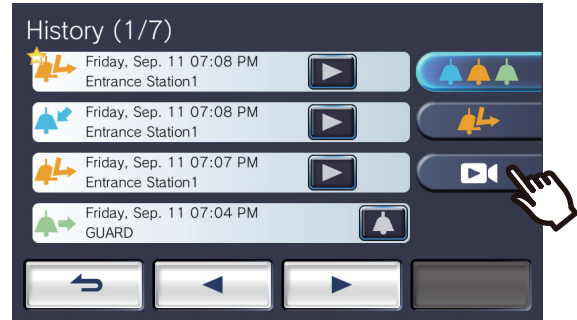 History (1/7)
Friday, Sep. 11 07:08 PM
Entrance Station1
Friday, Sep. 11 07:08 PM
Entrance Station1
Friday, Sep. 11 07:07 PM
Entrance Station1
Friday, Sep. 11 07:04 PM
GUARD